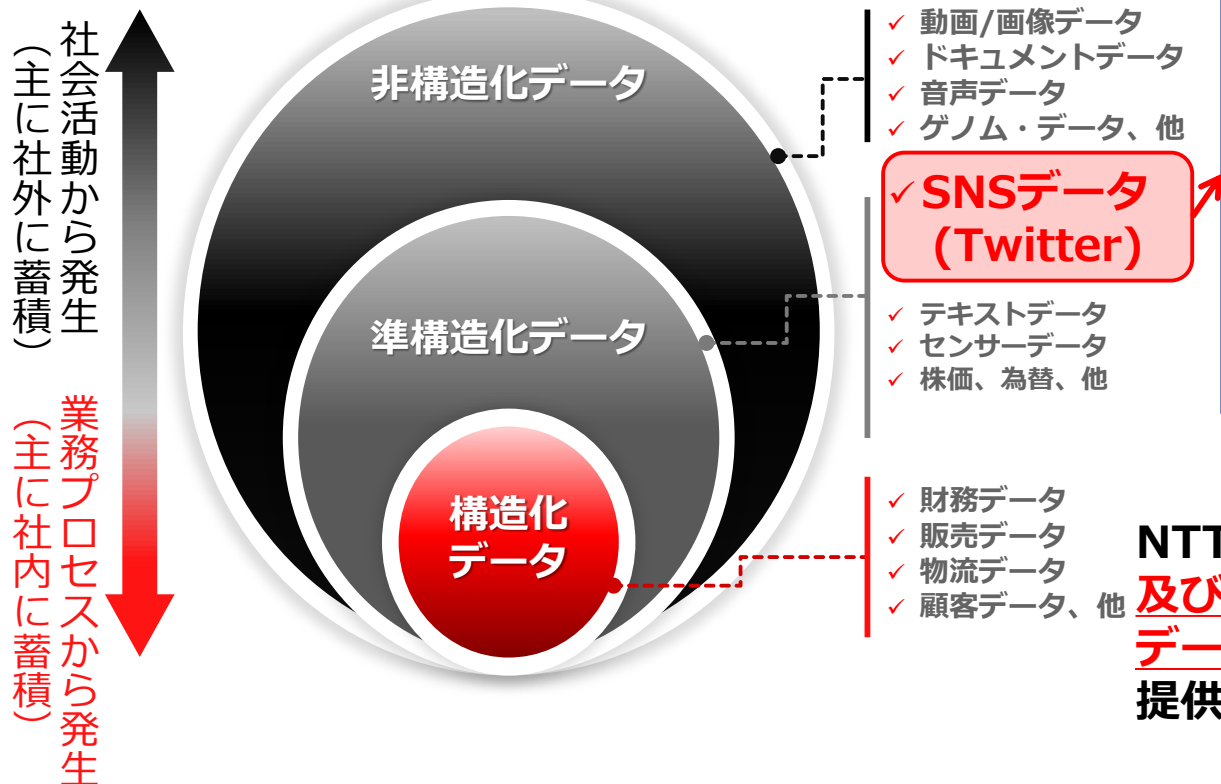 社会活動から発生
（主に社外に蓄積）
業務プロセスから発生
（主に社内に蓄積）
非構造化データ
準構造化データ
構造化
データ
✓ 動画/画像データ
✓ ドキュメントデータ
✓ 音声データ
✓ ゲノム・データ、他
✓SNSデータ
(Twitter)
✓ テキストデータ
✓ センサーデータ
✓ 株価、為替、他
✓ 財務データ
✓ 販売データ
✓ 物流データ
✓ 顧客データ、他
NTT
及び
デー
提供